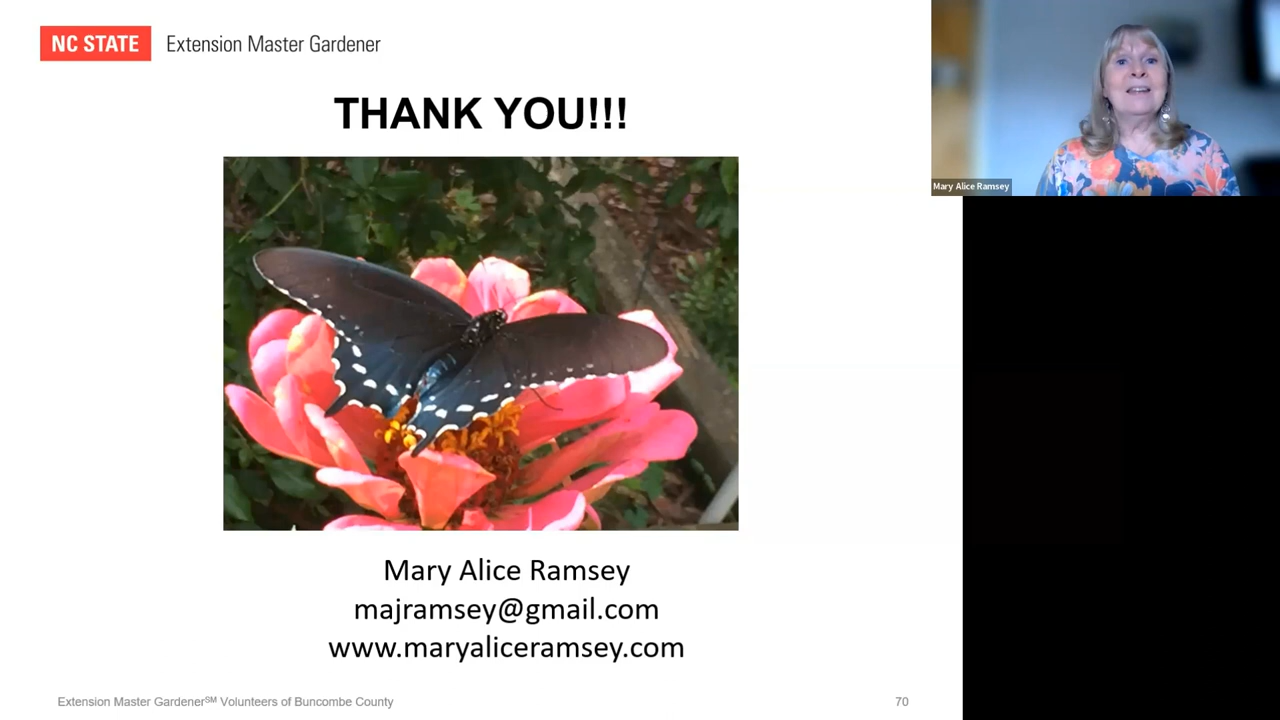 NC STATE Extension Master Gardener
THANK YOU!!!
Mary Alice Ramsey
Mary Alice Ramsey
majramsey@gmail.com
www.maryaliceramsey.com
Extension Master Gardener℠ Volunteers of Buncombe County
70